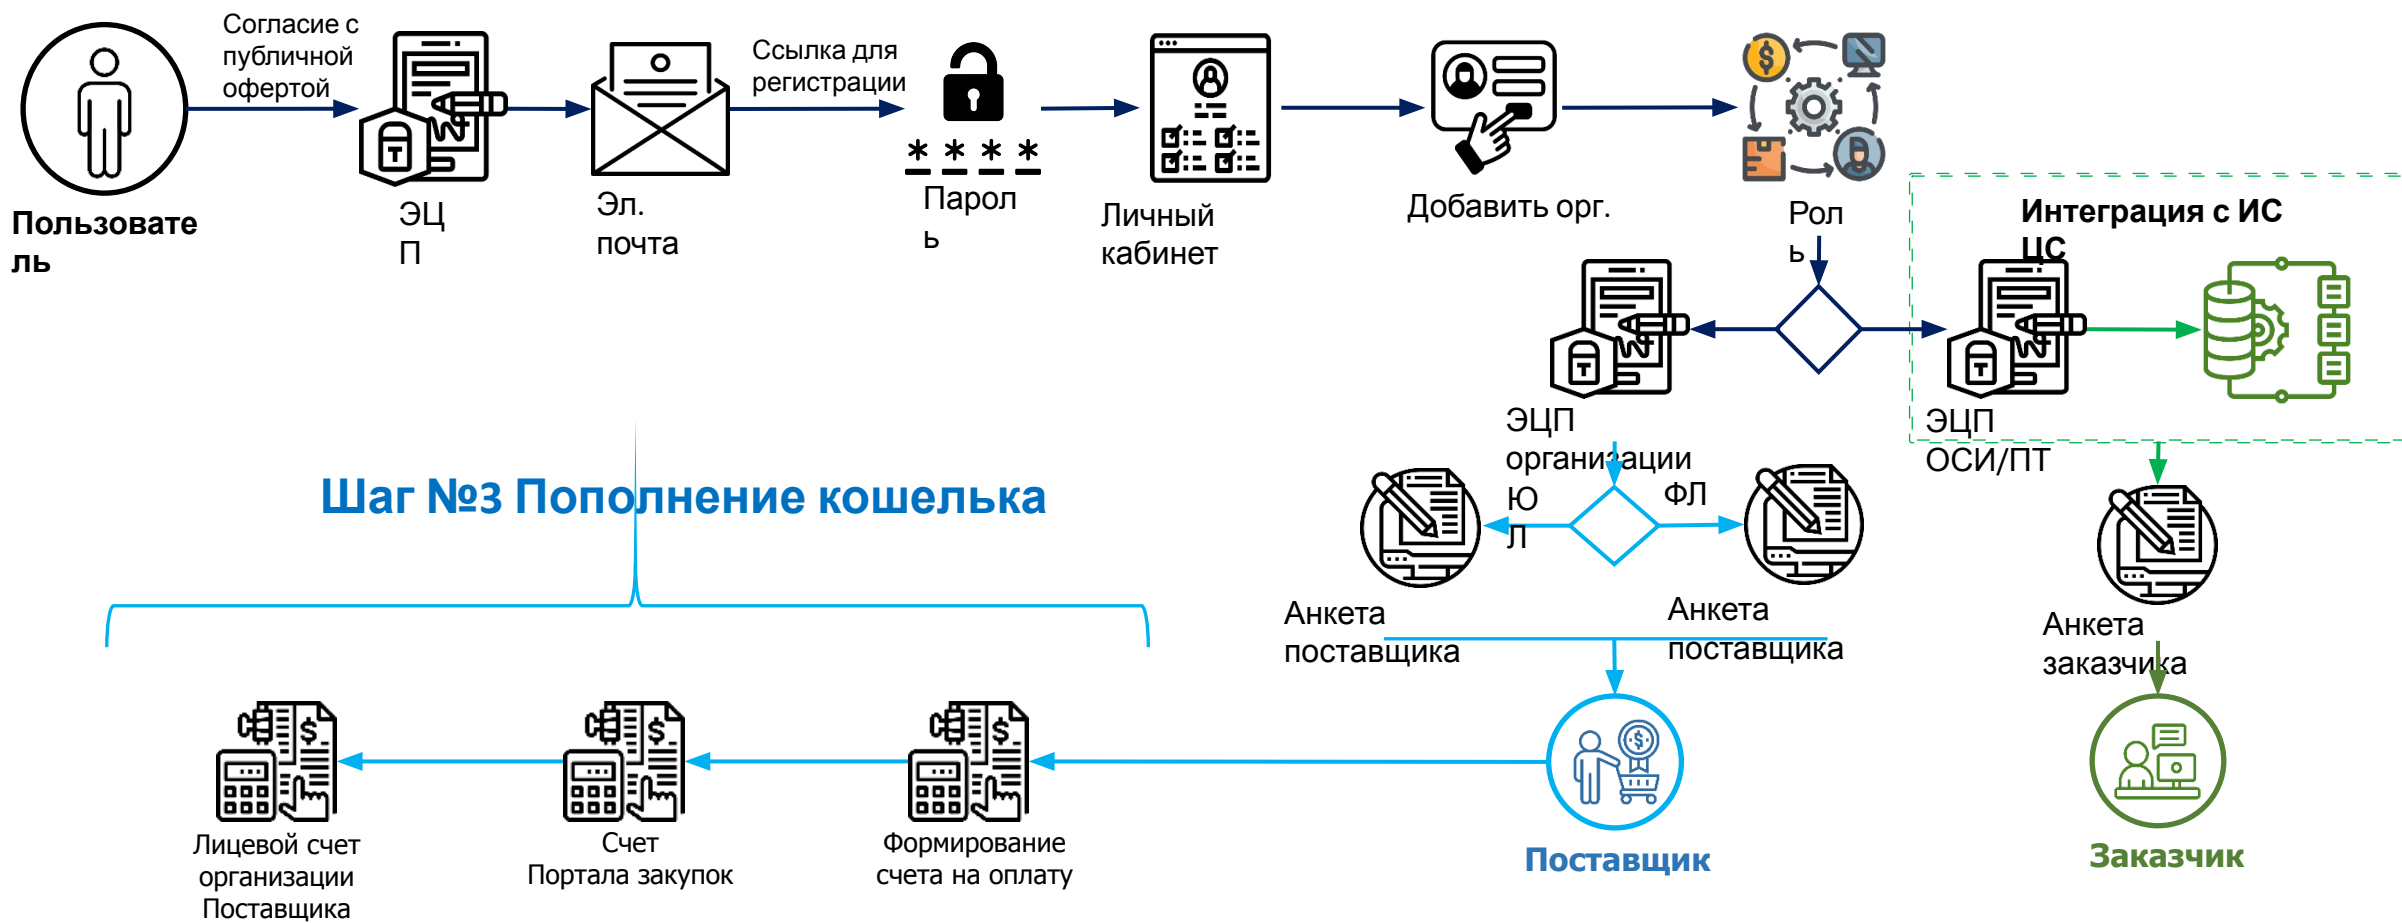 Согласие с
публичной
офертой
Ссылка для
регистрации
Пользовате
ль
ЭЦ
П
Эл.
почта
Парол
ь
Личный
кабинет
Добавить орг.
Рол
ь
Интеграция с ИС
ЦС
ЭЦП
организации
ЭЦП
ОСИ/ПТ
Шаг №3 Пополнение кошелька
Ю
Л
ФЛ
Анкета
поставщика
Анкета
поставщика
Анкета
заказчика
Лицевой счет
организации
Поставщика
Счет
Портала закупок
Формирование
счета на оплату
Поставщик
Заказчик